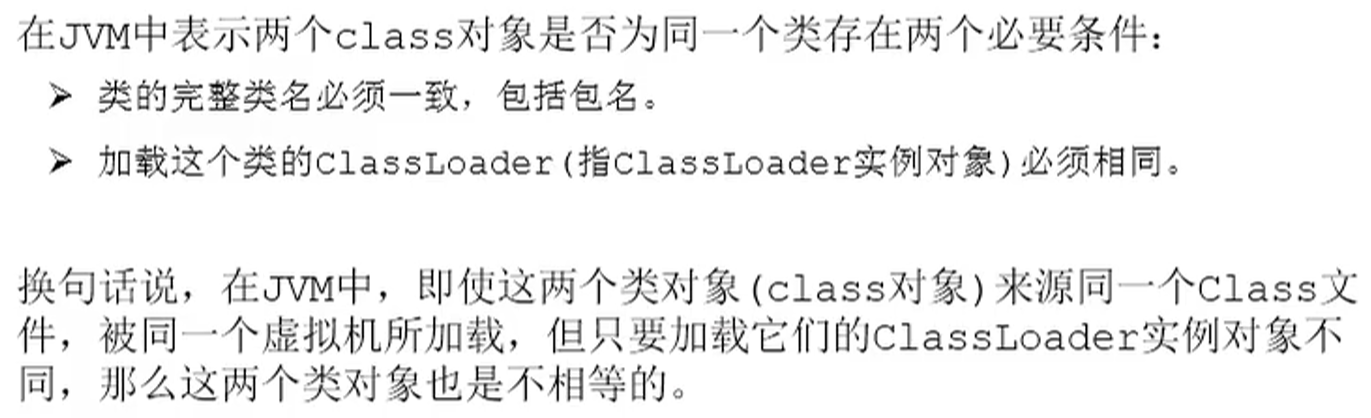 在JVM中表示两个class对象是否为同一个类存在两个必要条件：
➢ 类的完整类名必须一致，包括包名。
➢ 加载这个类的ClassLoader(指ClassLoader实例对象)必须相同。
换句话说，在JVM中，即使这两个类对象(class对象)来源同一个Class文
件，被同一个虚拟机所加载，但只要加载它们的ClassLoader实例对象不
同，那么这两个类对象也是不相等的。